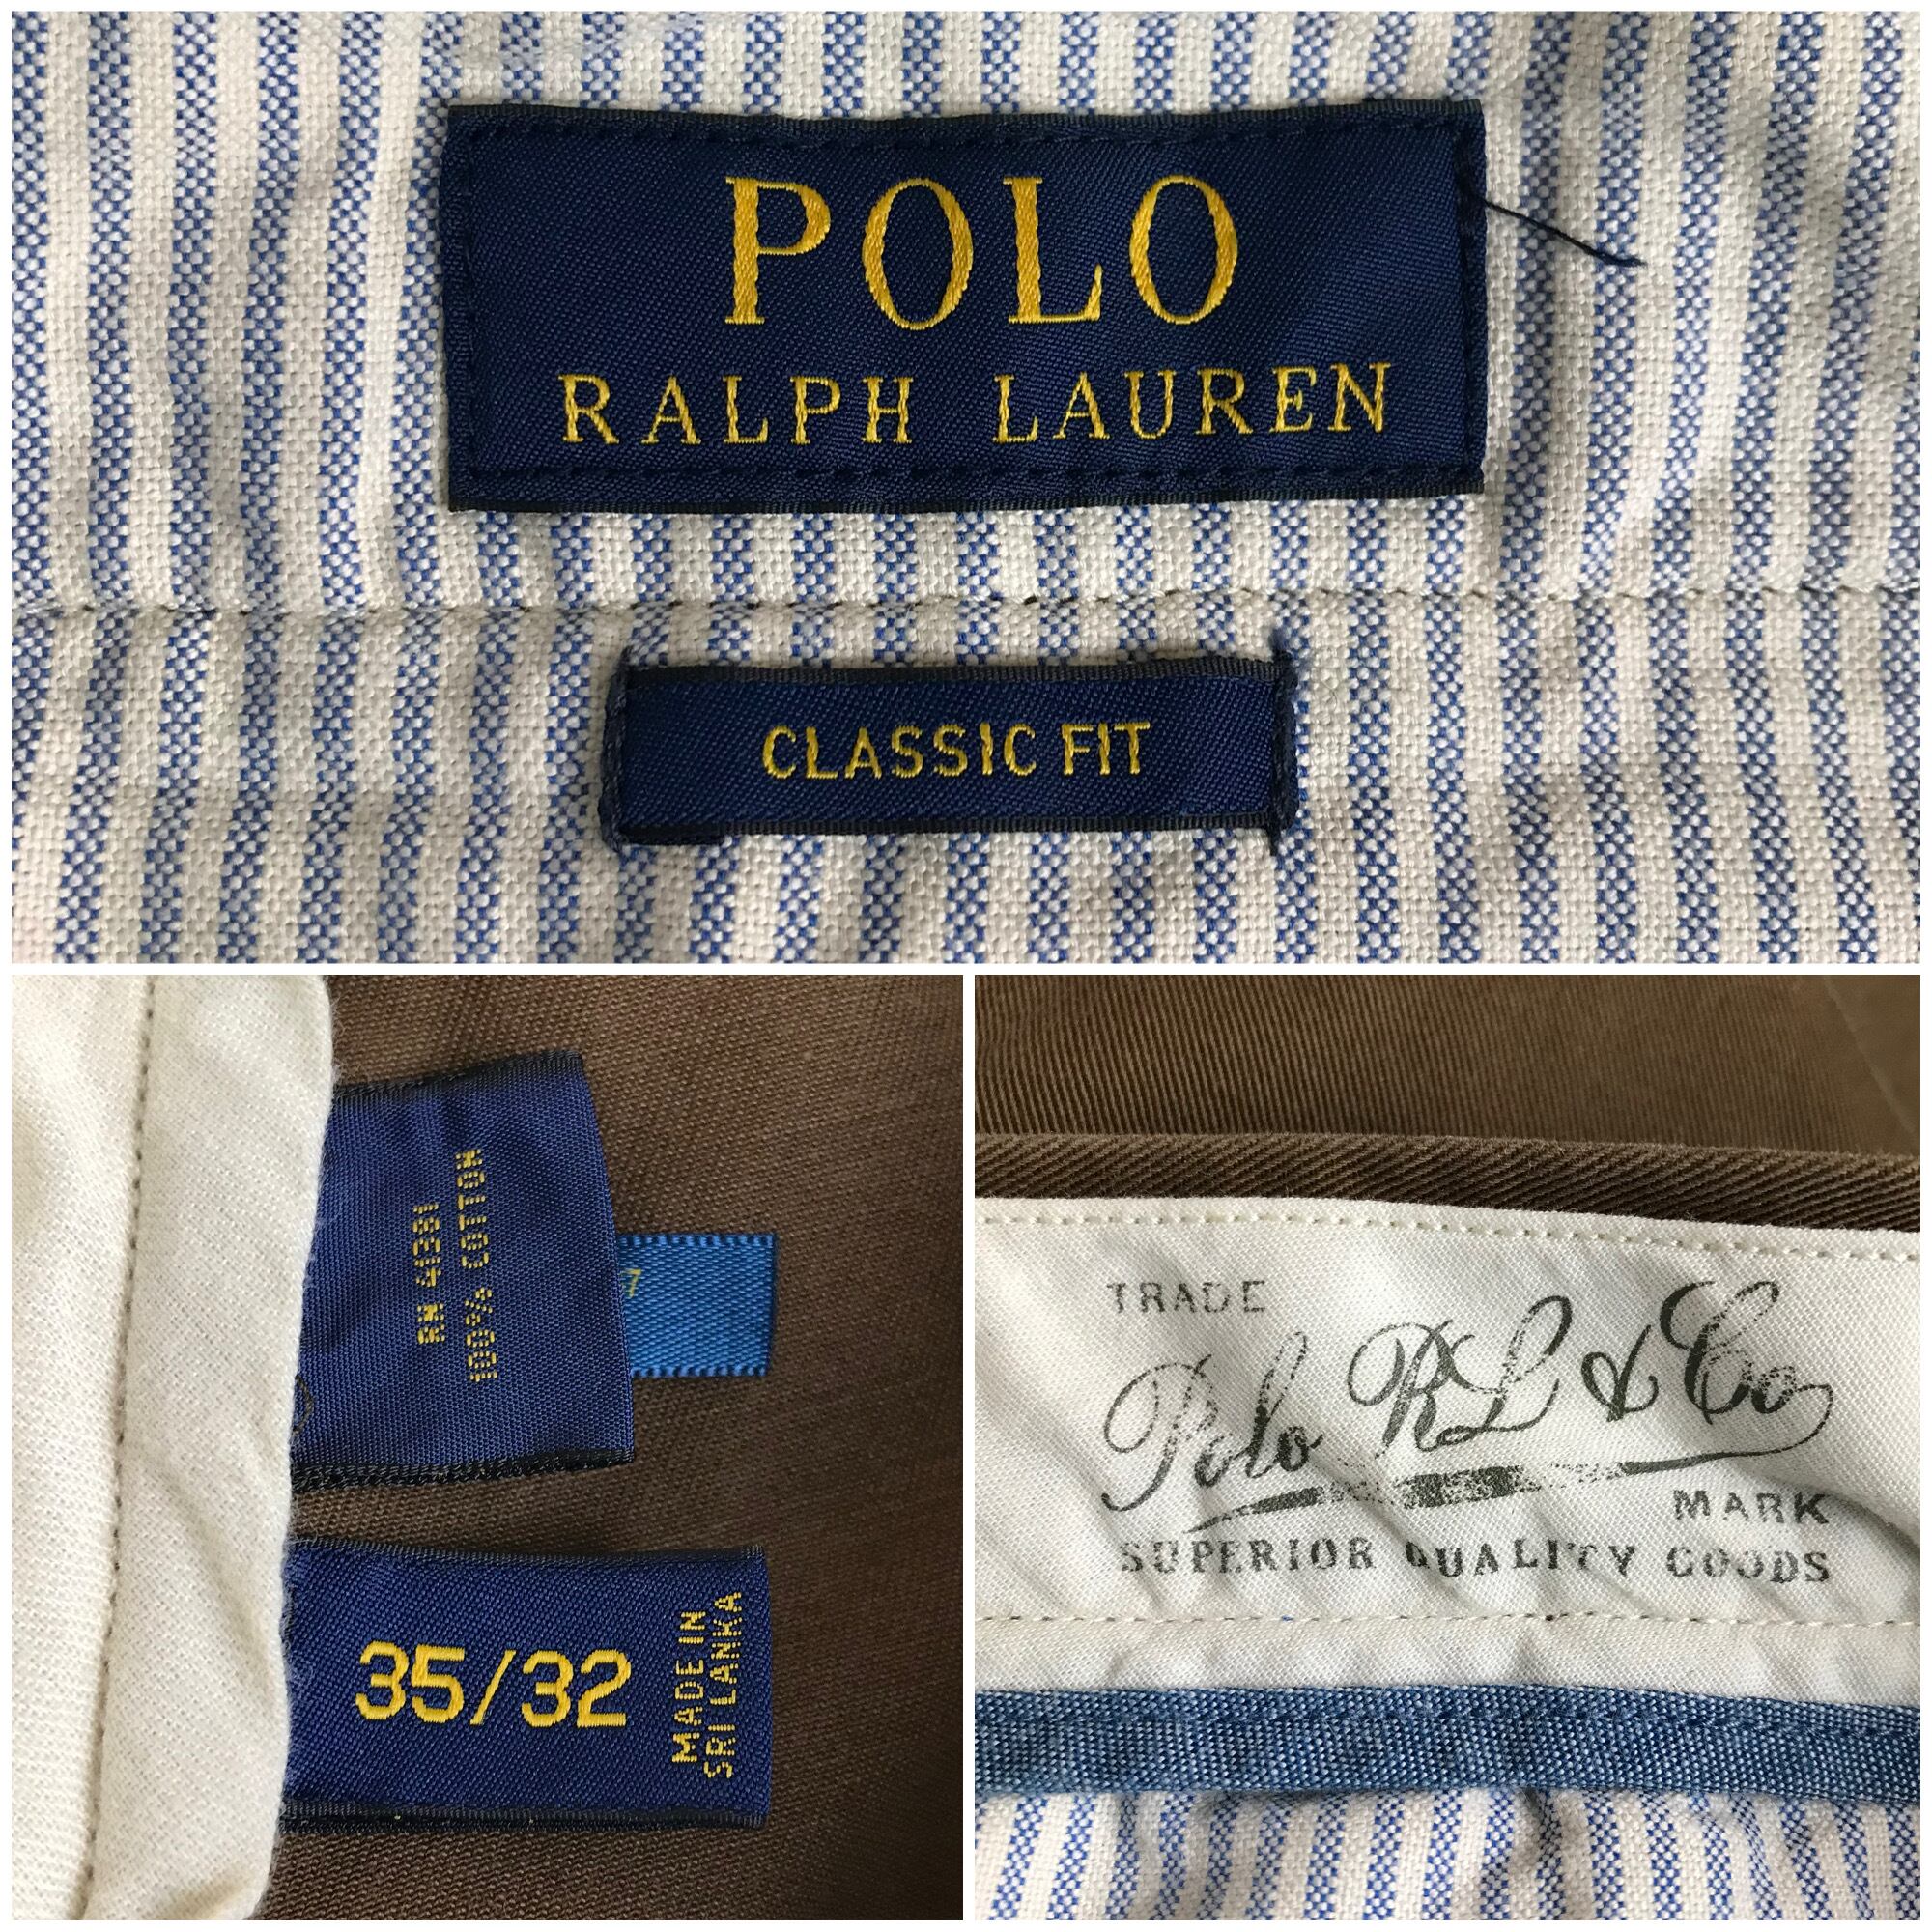 POLO
RALPH LAUREN
CLASSIC FIT
RN 41381
100% COTTON
7
35/32
MADE IN
SRI LANKA
TRADE
Polo RL & Co
MARK
SUPERIOR QUALITY GOODS